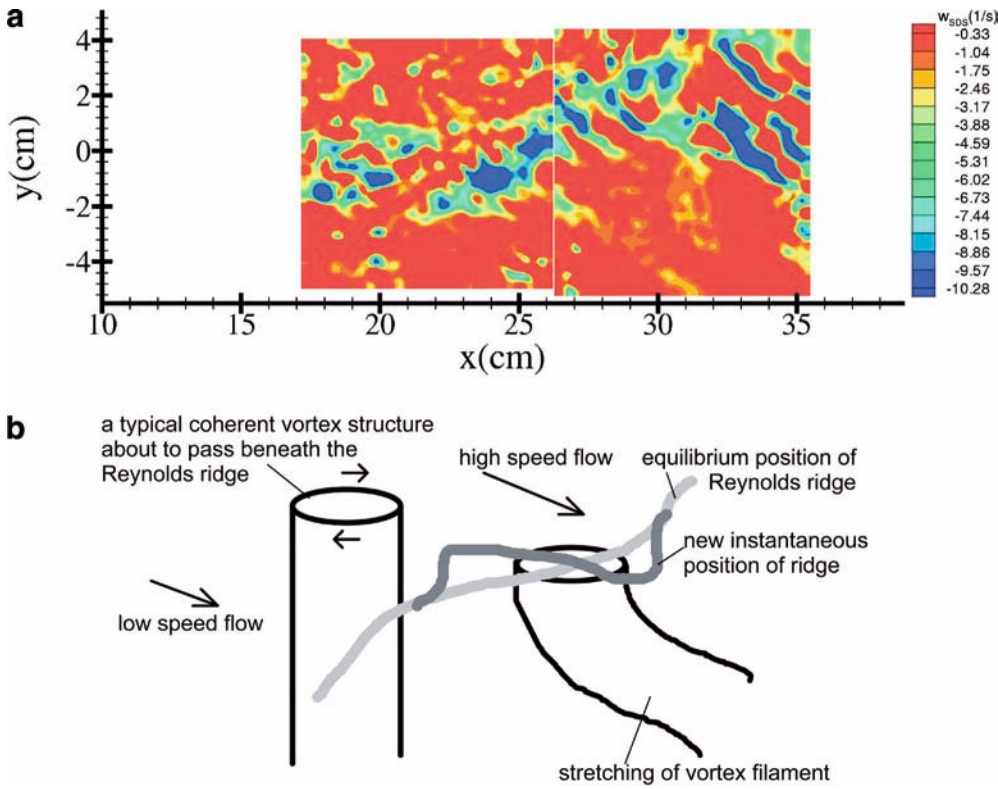 a
w_SDS (1/s)
-0.33
-1.04
-1.75
-2.46
-3.17
-3.88
-4.59
-5.31
-6.02
-6.73
-7.44
-8.15
-8.86
-9.57
-10.28
4
2
0
-2
-4
y(cm)
10 15 20 25 30 35
x(cm)
b
a typical coherent vortex structure
about to pass beneath the
Reynolds ridge
high speed flow
equilibrium position of
Reynolds ridge
new instantaneous
position of ridge
low speed flow
stretching of vortex filament